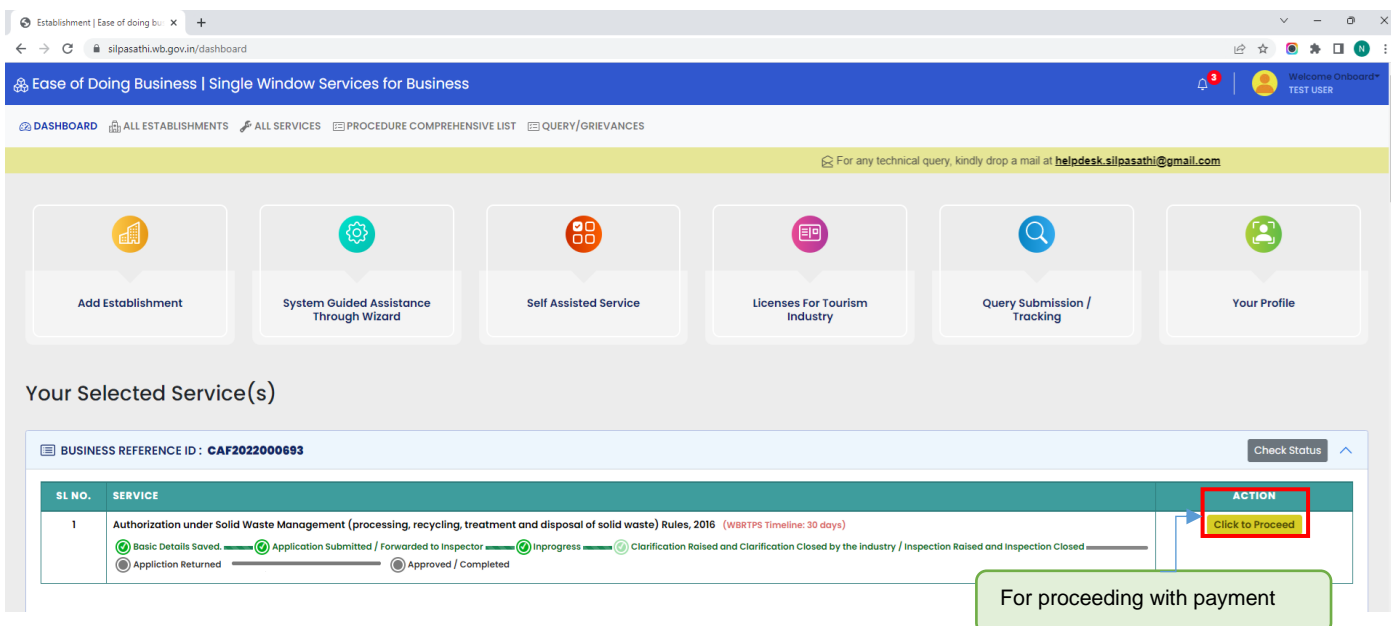 Establishment | Ease of doing bu
silpasathi.wb.gov.in/dashboard
N
Ease of Doing Business | Single Window Services for Business
3
Welcome Onboard
TEST USER
DASHBOARD ALL ESTABLISHMENTS ALL SERVICES PROCEDURE COMPREHENSIVE LIST QUERY/GRIEVANCES
For any technical query, kindly drop a mail at helpdesk.silpasathi@gmail.com
Add Establishment
System Guided Assistance
Through Wizard
Self Assisted Service
Licenses For Tourism
Industry
Query Submission /
Tracking
Your Profile
Your Selected Service(s)
BUSINESS REFERENCE ID : CAF2022000693
Check Status
SL NO. SERVICE ACTION
1 Authorization under Solid Waste Management (processing, recycling, treatment and disposal of solid waste) Rules, 2016 (WBRTPS Timeline: 30 days) Click to Proceed
Basic Details Saved. Application Submitted / Forwarded to Inspector Inprogress Clarification Raised and Clarification Closed by the industry / Inspection Raised and Inspection Closed
Appliction Returned Approved / Completed
For proceeding with payment